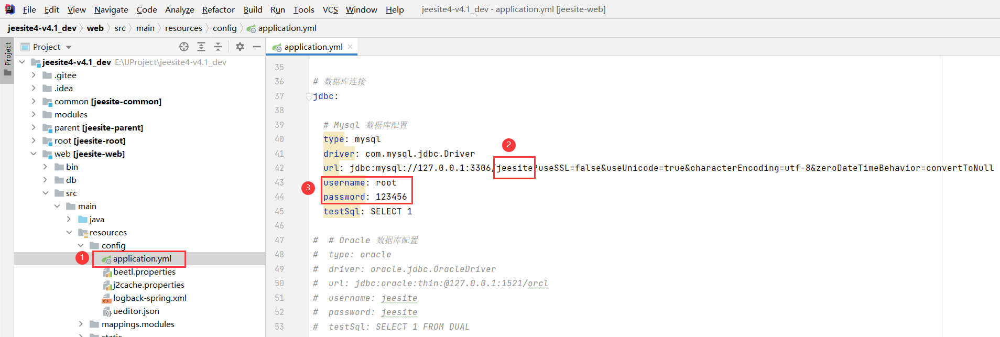 File Edit View Navigate Code Analyze Refactor Build Run Tools VCS Window Help jeesite4-v4.1_dev - application.yml [jeesite-web]
jeesite4-v4.1_dev web src main resources config application.yml
Project
Project
application.yml
jeesite4-v4.1_dev E:\IJProject\jeesite4-v4.1_dev
.gitee
.idea
common [jeesite-common]
modules
parent [jeesite-parent]
root [jeesite-root]
web [jeesite-web]
bin
db
src
main
java
resources
config
1 application.yml
beetl.properties
j2cache.properties
logback-spring.xml
ueditor.json
mappings.modules
static
35
36 # 数据库连接
37 jdbc:
38
39 # Mysql 数据库配置
40 type: mysql
2
41 driver: com.mysql.jdbc.Driver
42 url: jdbc:mysql://127.0.0.1:3306/jeesite?useSSL=false&useUnicode=true&characterEncoding=utf-8&zeroDateTimeBehavior=convertToNull
43 username: root
3
44 password: 123456
45 testSql: SELECT 1
46
47 # # Oracle 数据库配置
48 # type: oracle
49 # driver: oracle.jdbc.OracleDriver
50 # url: jdbc:oracle:thin:@127.0.0.1:1521/orcl
51 # username: jeesite
52 # password: jeesite
53 # testSql: SELECT 1 FROM DUAL